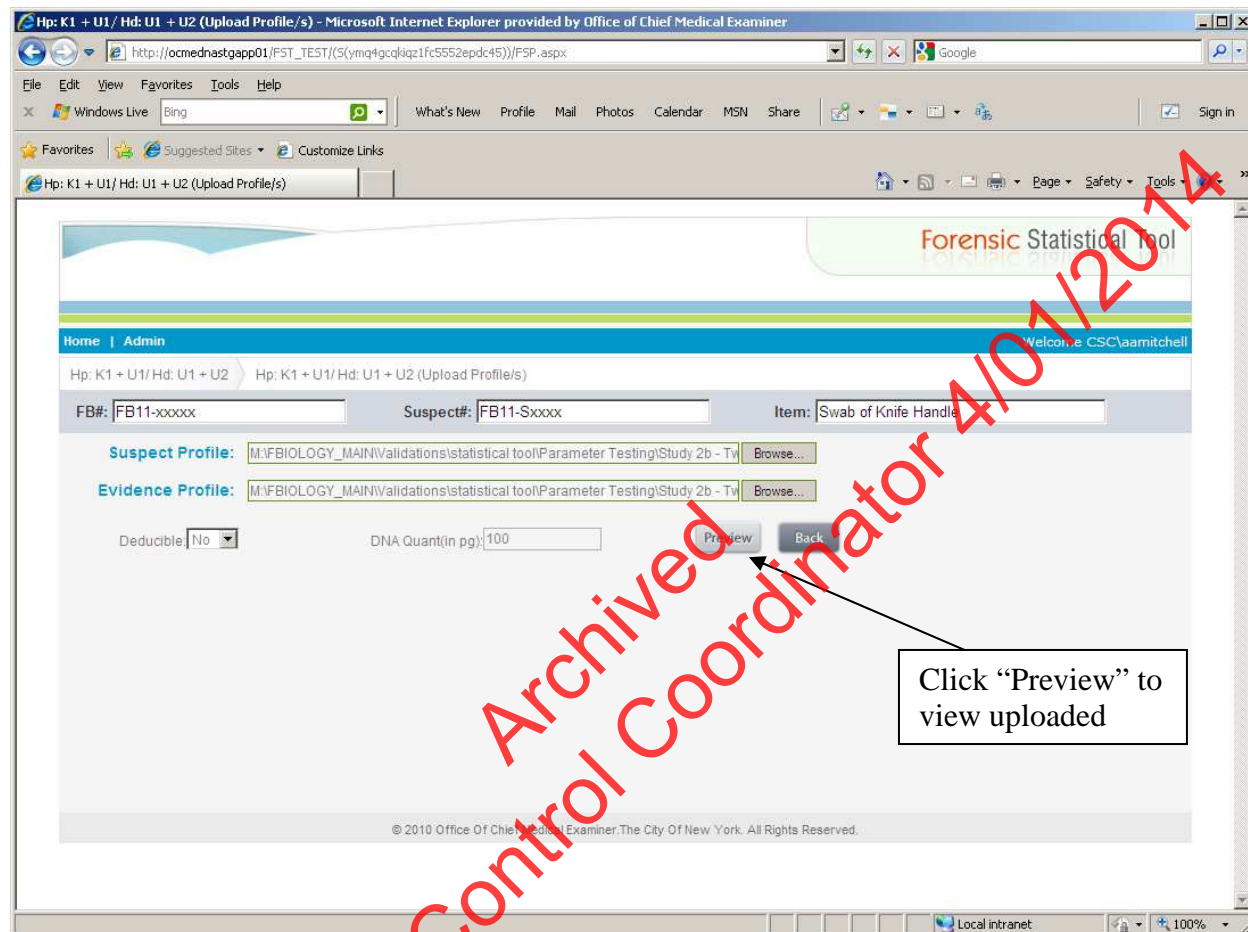 Hp: K1 + U1/ Hd: U1 + U2 (Upload Profile/s) - Microsoft Internet Explorer provided by Office of Chief Medical Examiner
http://ocmednastgapp01/FST_TEST/(S(ymq4gcqkiqz1fc5552epdc45))/FSP.aspx Google
File Edit View Favorites Tools Help
x Windows Live Bing What's New Profile Mail Photos Calendar MSN Share Sign in
Favorites Suggested Sites Customize Links
Hp: K1 + U1/ Hd: U1 + U2 (Upload Profile/s) Page Safety Tools »
Forensic Statistical Tool
Home | Admin Welcome CSC\aamitchell
Hp: K1 + U1/ Hd: U1 + U2 Hp: K1 + U1/ Hd: U1 + U2 (Upload Profile/s)
FB#: FB11-xxxxx Suspect#: FB11-Sxxxx Item: Swab of Knife Handle
Suspect Profile: M:\FBIOLOGY_MAIN\Validations\statistical tool\Parameter Testing\Study 2b - Tw Browse...
Evidence Profile: M:\FBIOLOGY_MAIN\Validations\statistical tool\Parameter Testing\Study 2b - Tw Browse...
Deducible: No DNA Quant(in pg): 100 Preview Back
Click “Preview” to
view uploaded
© 2010 Office Of Chief Medical Examiner.The City Of New York. All Rights Reserved.
Local intranet 100%
Archived
Control Coordinator 4/01/2014